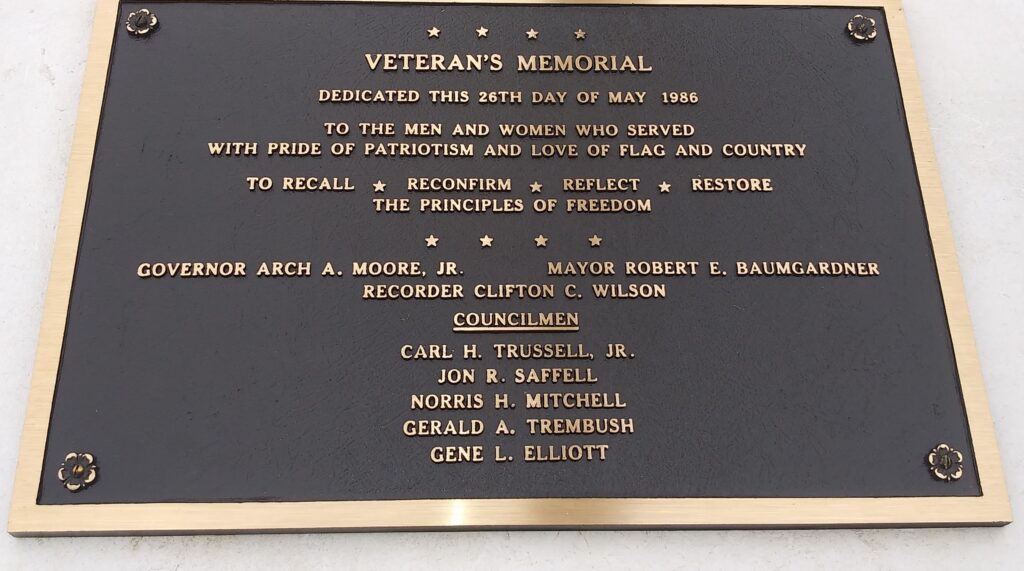 VETERAN'S MEMORIAL
DEDICATED THIS 26TH DAY OF MAY 1986
TO THE MEN AND WOMEN WHO SERVED
WITH PRIDE OF PATRIOTISM AND LOVE OF FLAG AND COUNTRY
TO RECALL ★ RECONFIRM ★ REFLECT ★ RESTORE
THE PRINCIPLES OF FREEDOM
GOVERNOR ARCH A. MOORE, JR. MAYOR ROBERT E. BAUMGARDNER
RECORDER CLIFTON C. WILSON
COUNCILMEN
CARL H. TRUSSELL, JR.
JON R. SAFFELL
NORRIS H. MITCHELL
GERALD A. TREMBUSH
GENE L. ELLIOTT